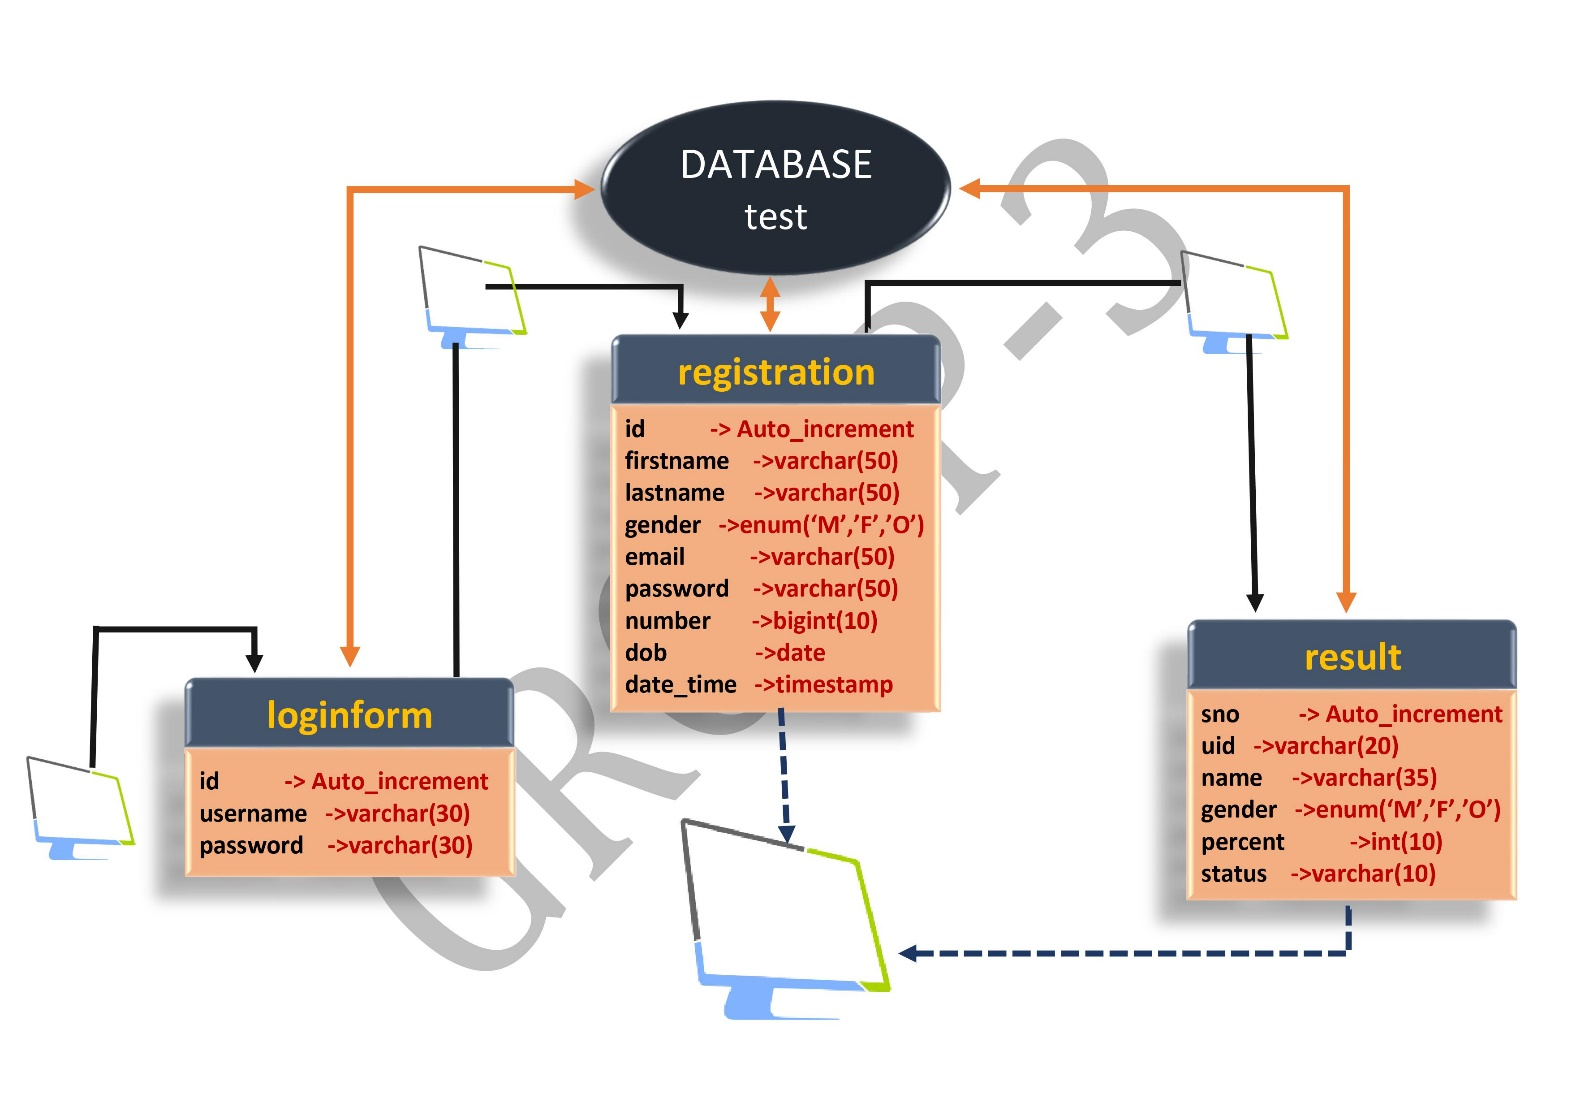 DATABASE
test
registration
id -> Auto_increment
firstname ->varchar(50)
lastname ->varchar(50)
gender ->enum(‘M’,’F’,’O’)
email ->varchar(50)
password ->varchar(50)
number ->bigint(10)
dob ->date
date_time ->timestamp
loginform
id -> Auto_increment
username ->varchar(30)
password ->varchar(30)
result
sno -> Auto_increment
uid ->varchar(20)
name ->varchar(35)
gender ->enum(‘M’,’F’,’O’)
percent ->int(10)
status ->varchar(10)
GROUP-3